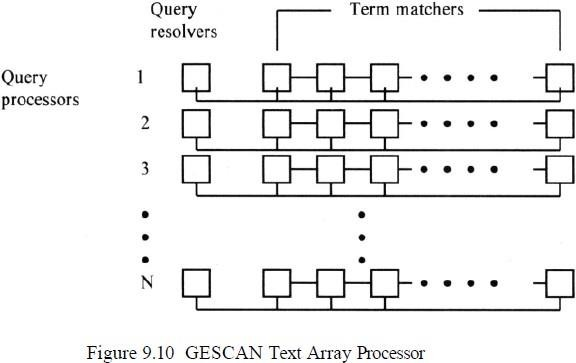 Query resolvers
Term matchers
Query processors
1
2
3
N
Figure 9.10 GESCAN Text Array Processor